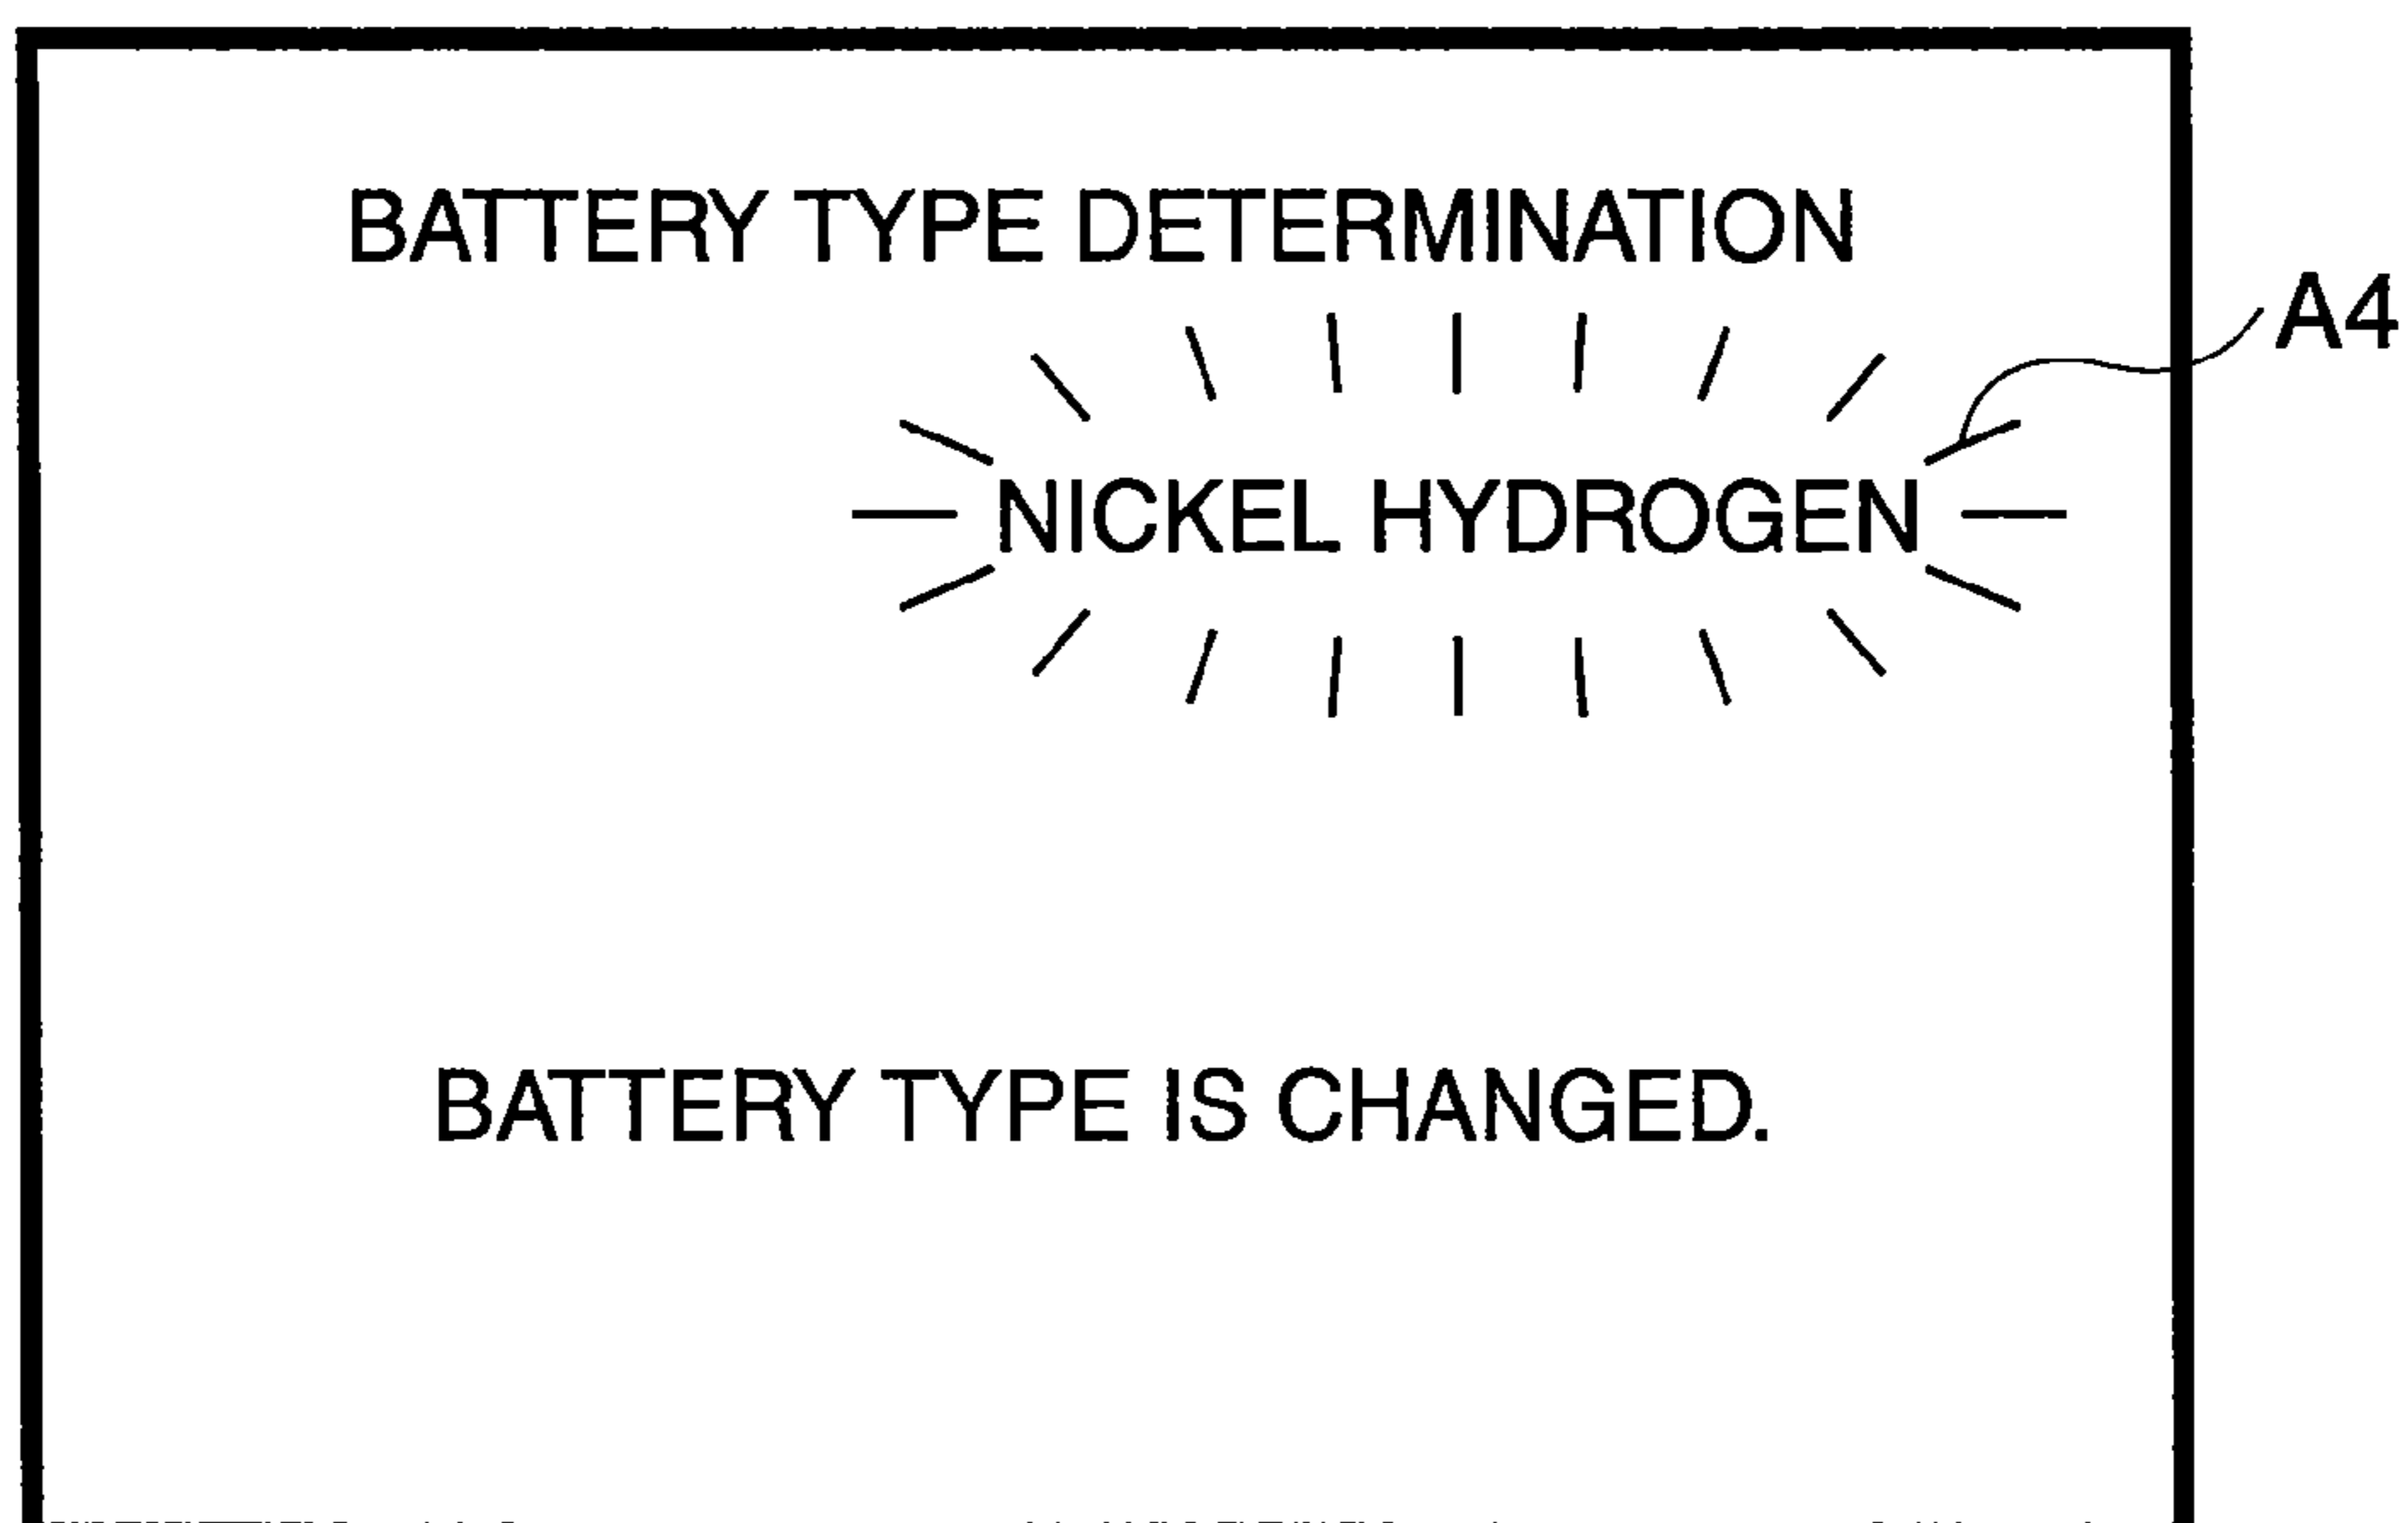 BATTERY TYPE DETERMINATION
A4
NICKEL HYDROGEN
BATTERY TYPE IS CHANGED.